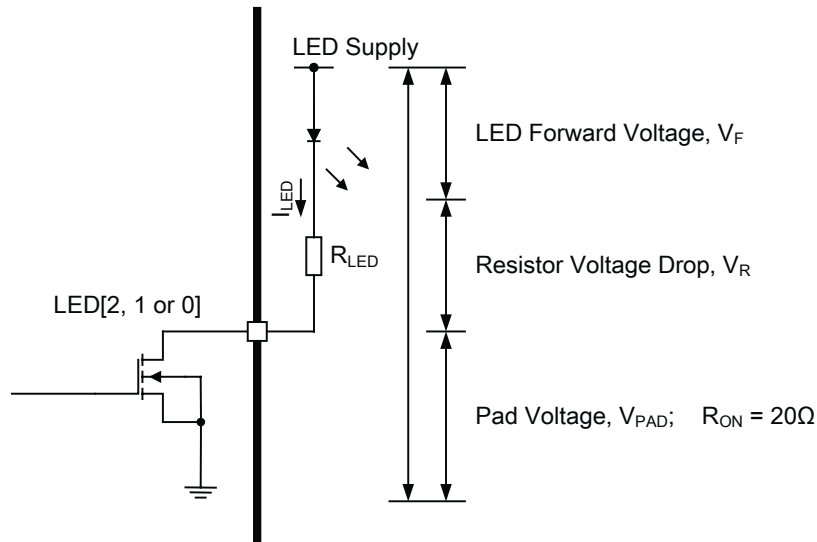 LED Supply
LED Forward Voltage, VF
ILED
RLED
Resistor Voltage Drop, VR
LED[2, 1 or 0]
Pad Voltage, VPAD; RON = 20Ω